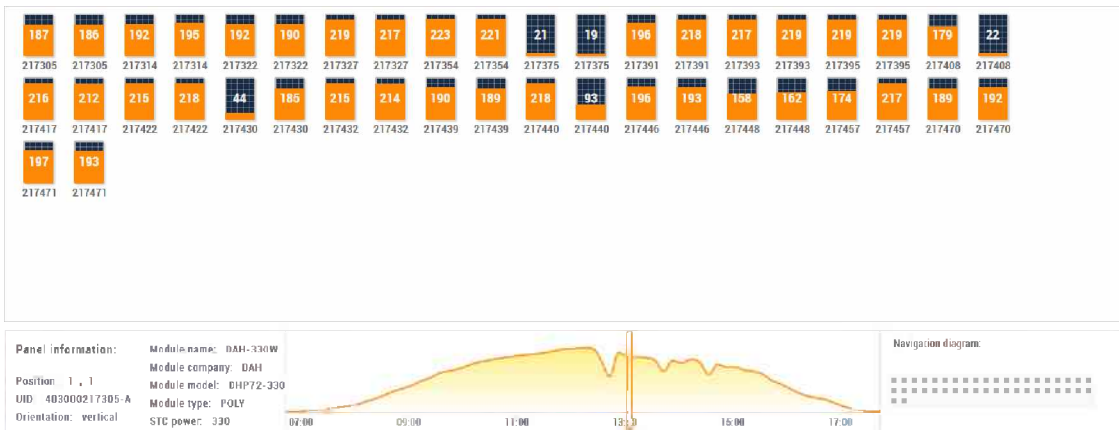 187 186 192 195 192 190 219 217 223 221 21 19 196 218 217 219 219 219 179 22
217305 217305 217314 217314 217322 217322 217327 217327 217354 217354 217375 217375 217391 217391 217393 217393 217395 217395 217408 217408
216 212 215 218 44 185 215 214 190 189 218 93 196 193 158 162 174 217 189 192
217417 217417 217422 217422 217430 217430 217432 217432 217439 217439 217440 217440 217446 217446 217448 217448 217457 217457 217470 217470
197 193
217471 217471
Panel information:
Position 1 , 1
UID 403000217305-A
Orientation: vertical
Module name: DAH-330W
Module company: DAH
Module model: DHP72-330
Module type: POLY
STC power: 330
07:00 09:00 11:00 15:00 17:00
Navigation diagram: